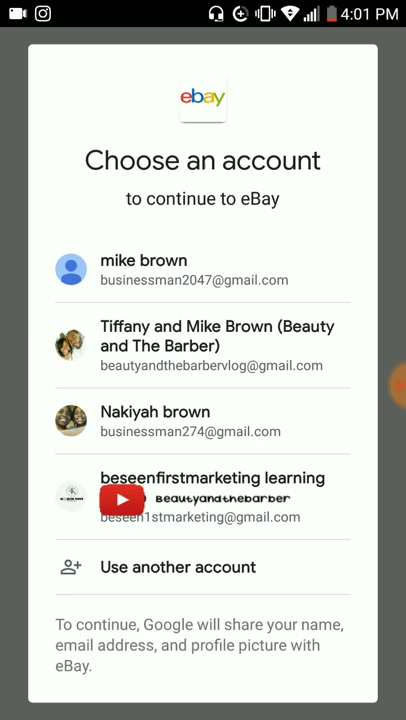 4:01 PM
ebay
Choose an account
to continue to eBay
mike brown
businessman2047@gmail.com
Tiffany and Mike Brown (Beauty
and The Barber)
beautyandthebarbervlog@gmail.com
Nakiyah brown
businessman274@gmail.com
beseenfirstmarketing learning
Beautyandthebarber
beseen1stmarketing@gmail.com
Use another account
To continue, Google will share your name,
email address, and profile picture with
eBay.